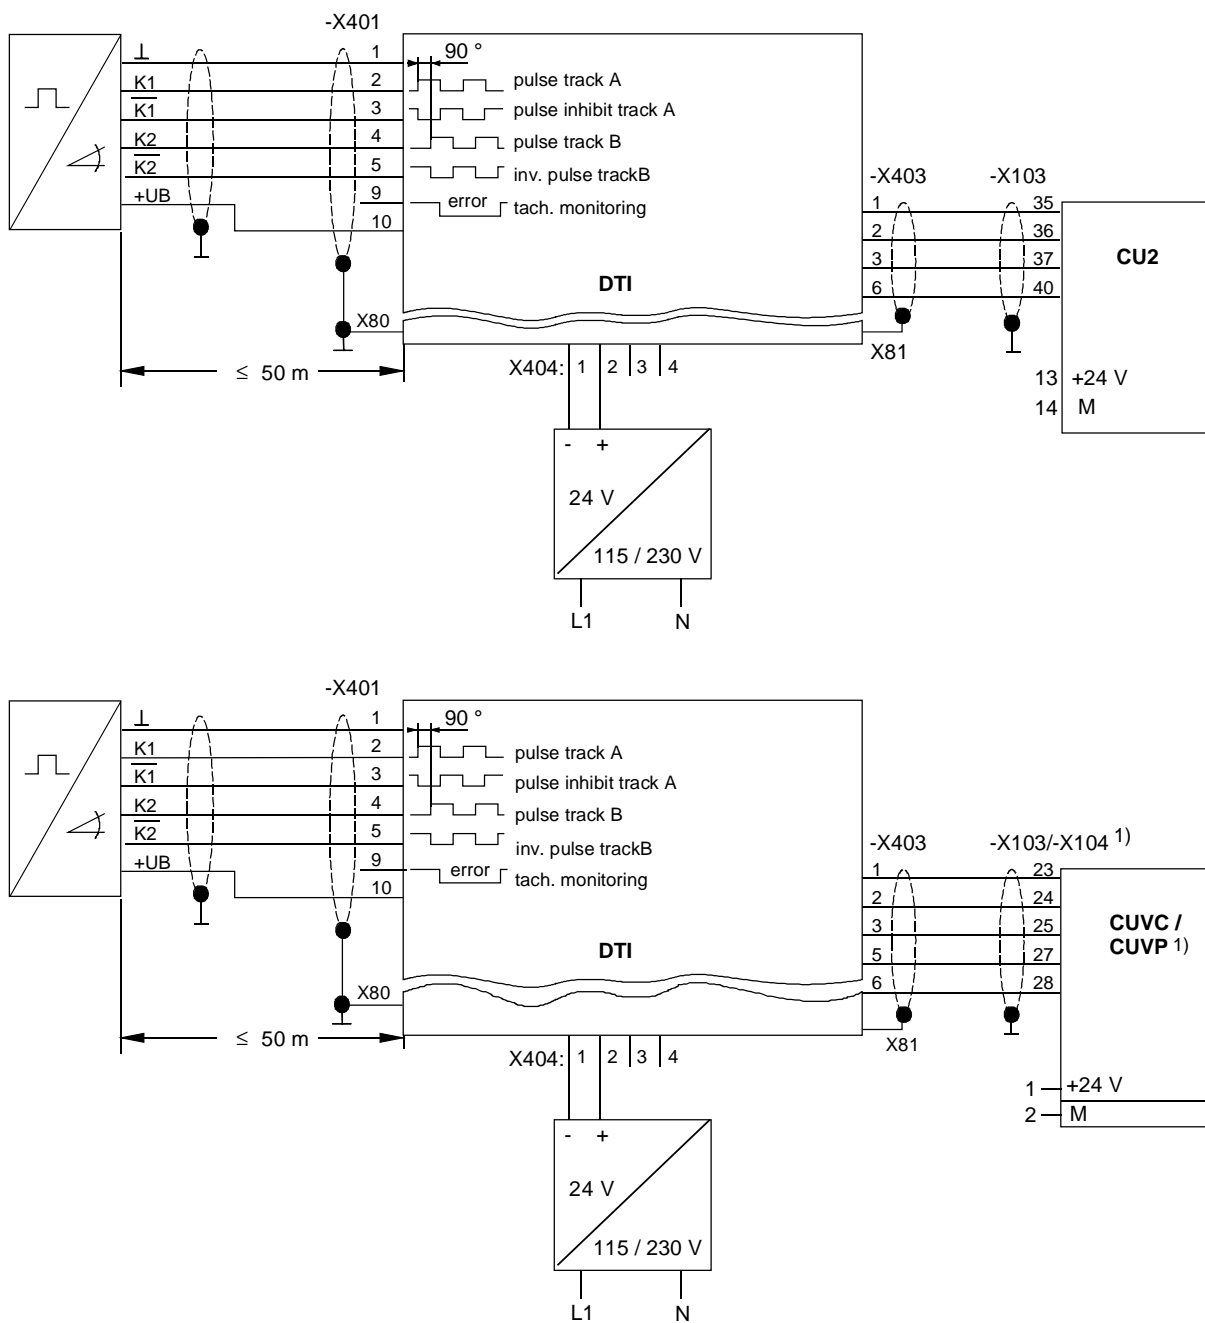 -X401
⊥ 1 90 °
K1 2 pulse track A
K1 3 pulse inhibit track A
K2 4 pulse track B
K2 5 inv. pulse trackB
+UB 9 error tach. monitoring
10
-X403 -X103
1 35
2 36
3 37
6 40
CU2
DTI
X80
X81
≤ 50 m
X404: 1 2 3 4
13 +24 V
14 M
- +
24 V
115 / 230 V
L1 N
-X401
⊥ 1 90 °
K1 2 pulse track A
K1 3 pulse inhibit track A
K2 4 pulse track B
K2 5 inv. pulse trackB
+UB 9 error tach. monitoring
10
-X403 -X103/-X104 1)
1 23
2 24
3 25
5 27
6 28
CUVC /
CUVP 1)
DTI
X80
X81
≤ 50 m
X404: 1 2 3 4
1 +24 V
2 M
- +
24 V
115 / 230 V
L1 N